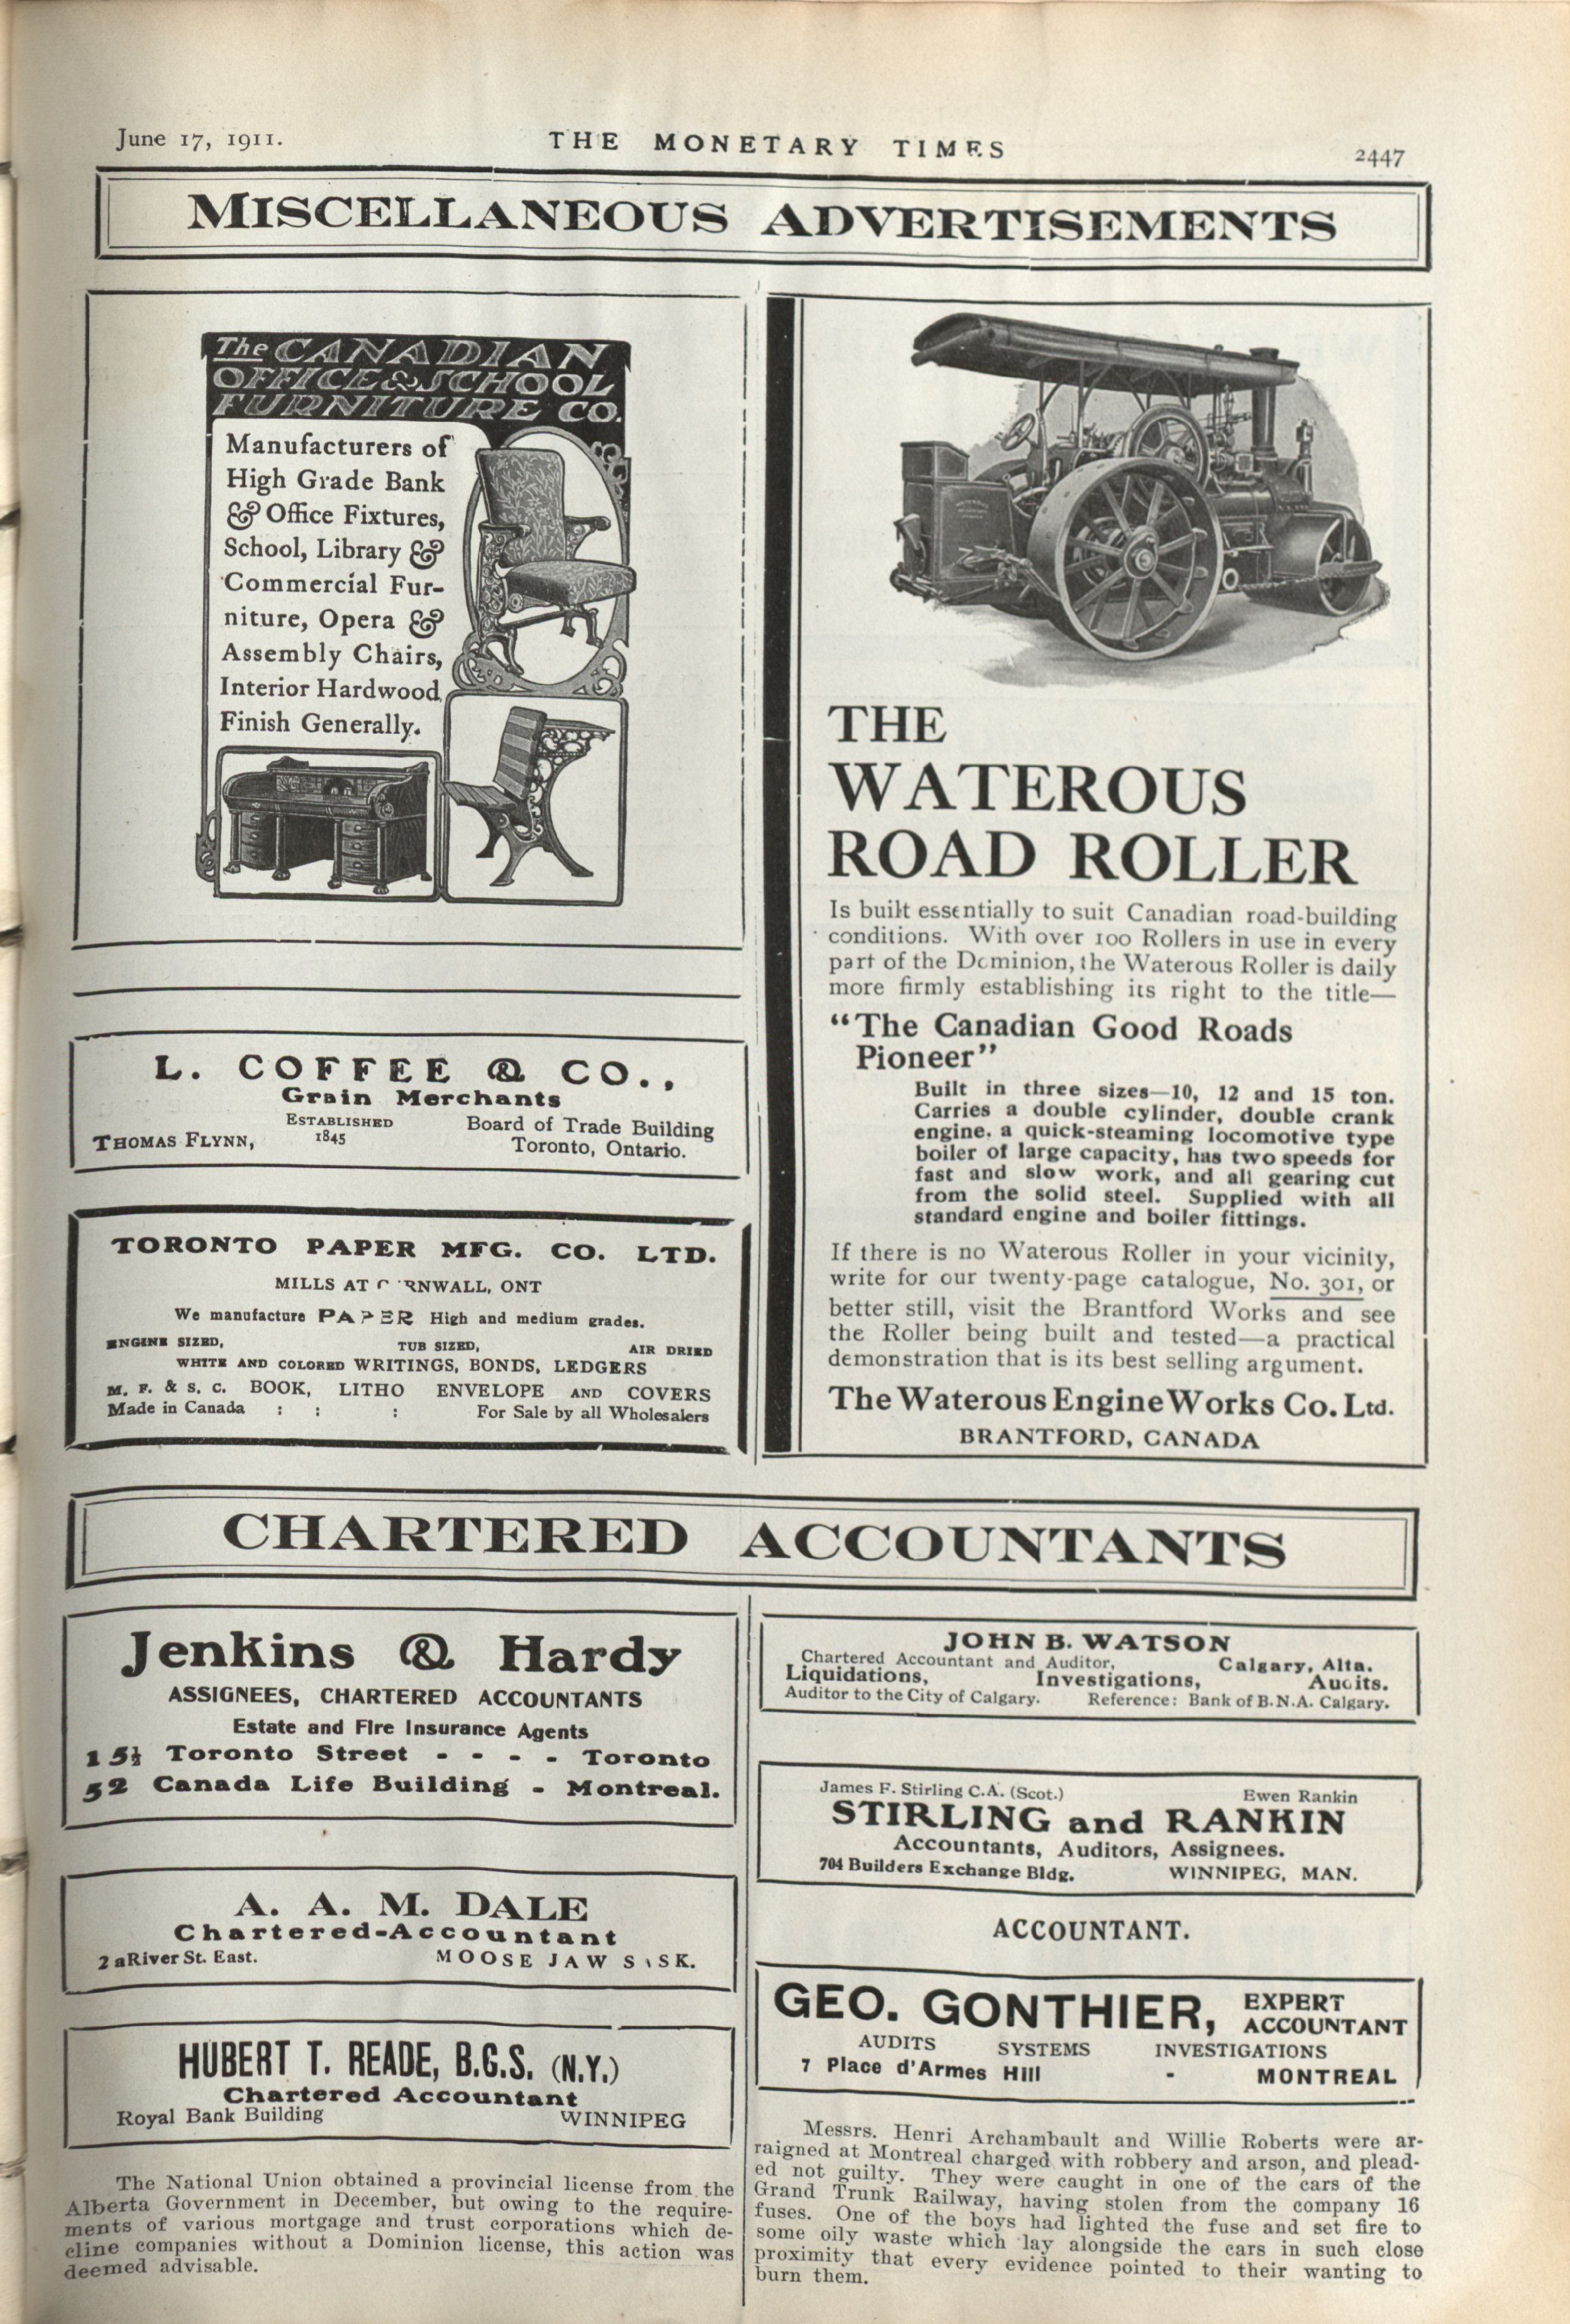 June 17, 1911.
THE MONETARY TIMES
2447
MISCELLANEOUS ADVERTISEMENTS
The CANADIAN
OFFICE & SCHOOL
FURNITURE CO.
Manufacturers of
High Grade Bank
& Office Fixtures,
School, Library &
Commercial Fur-
niture, Opera &
Assembly Chairs,
Interior Hardwood
Finish Generally.
L. COFFEE & CO.,
Grain Merchants
THOMAS FLYNN,
ESTABLISHED
1845
Board of Trade Building
Toronto, Ontario.
TORONTO PAPER MFG. CO. LTD.
MILLS AT C RNWALL, ONT
We manufacture PAPER High and medium grades.
ENGINE SIZED, TUB SIZED, AIR DRIED
WHITE AND COLORED WRITINGS, BONDS, LEDGERS
M. F. & S. C. BOOK, LITHO ENVELOPE AND COVERS
Made in Canada : : : For Sale by all Wholesalers
THE
WATEROUS
ROAD ROLLER
Is built essentially to suit Canadian road-building
conditions. With over 100 Rollers in use in every
part of the Dominion, the Waterous Roller is daily
more firmly establishing its right to the title—
"The Canadian Good Roads
Pioneer"
Built in three sizes—10, 12 and 15 ton.
Carries a double cylinder, double crank
engine, a quick-steaming locomotive type
boiler of large capacity, has two speeds for
fast and slow work, and all gearing cut
from the solid steel. Supplied with all
standard engine and boiler fittings.
If there is no Waterous Roller in your vicinity,
write for our twenty-page catalogue, No. 301, or
better still, visit the Brantford Works and see
the Roller being built and tested—a practical
demonstration that is its best selling argument.
The Waterous Engine Works Co. Ltd.
BRANTFORD, CANADA
CHARTERED ACCOUNTANTS
Jenkins & Hardy
ASSIGNEES, CHARTERED ACCOUNTANTS
Estate and Fire Insurance Agents
15½ Toronto Street - - - - Toronto
52 Canada Life Building - Montreal.
A. A. M. DALE
Chartered-Accountant
2 a River St. East. MOOSE JAW SASK.
HUBERT T. READE, B.C.S. (N.Y.)
Chartered Accountant
Royal Bank Building WINNIPEG
The National Union obtained a provincial license from the
Alberta Government in December, but owing to the require-
ments of various mortgage and trust corporations which de-
cline companies without a Dominion license, this action was
deemed advisable.
JOHN B. WATSON
Chartered Accountant and Auditor, Calgary, Alta.
Liquidations, Investigations, Audits.
Auditor to the City of Calgary. Reference: Bank of B.N.A. Calgary.
James F. Stirling C.A. (Scot.) Ewen Rankin
STIRLING and RANKIN
Accountants, Auditors, Assignees.
704 Builders Exchange Bldg. WINNIPEG, MAN.
ACCOUNTANT.
GEO. GONTHIER, EXPERT
ACCOUNTANT
AUDITS SYSTEMS INVESTIGATIONS
7 Place d'Armes Hill - MONTREAL
Messrs. Henri Archambault and Willie Roberts were ar-
raigned at Montreal charged with robbery and arson, and plead-
ed not guilty. They were caught in one of the cars of the
Grand Trunk Railway, having stolen from the company 16
fuses. One of the boys had lighted the fuse and set fire to
some oily waste which lay alongside the cars in such close
proximity that every evidence pointed to their wanting to
burn them.